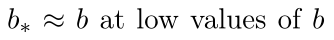 b_* ≈ b at low values of b